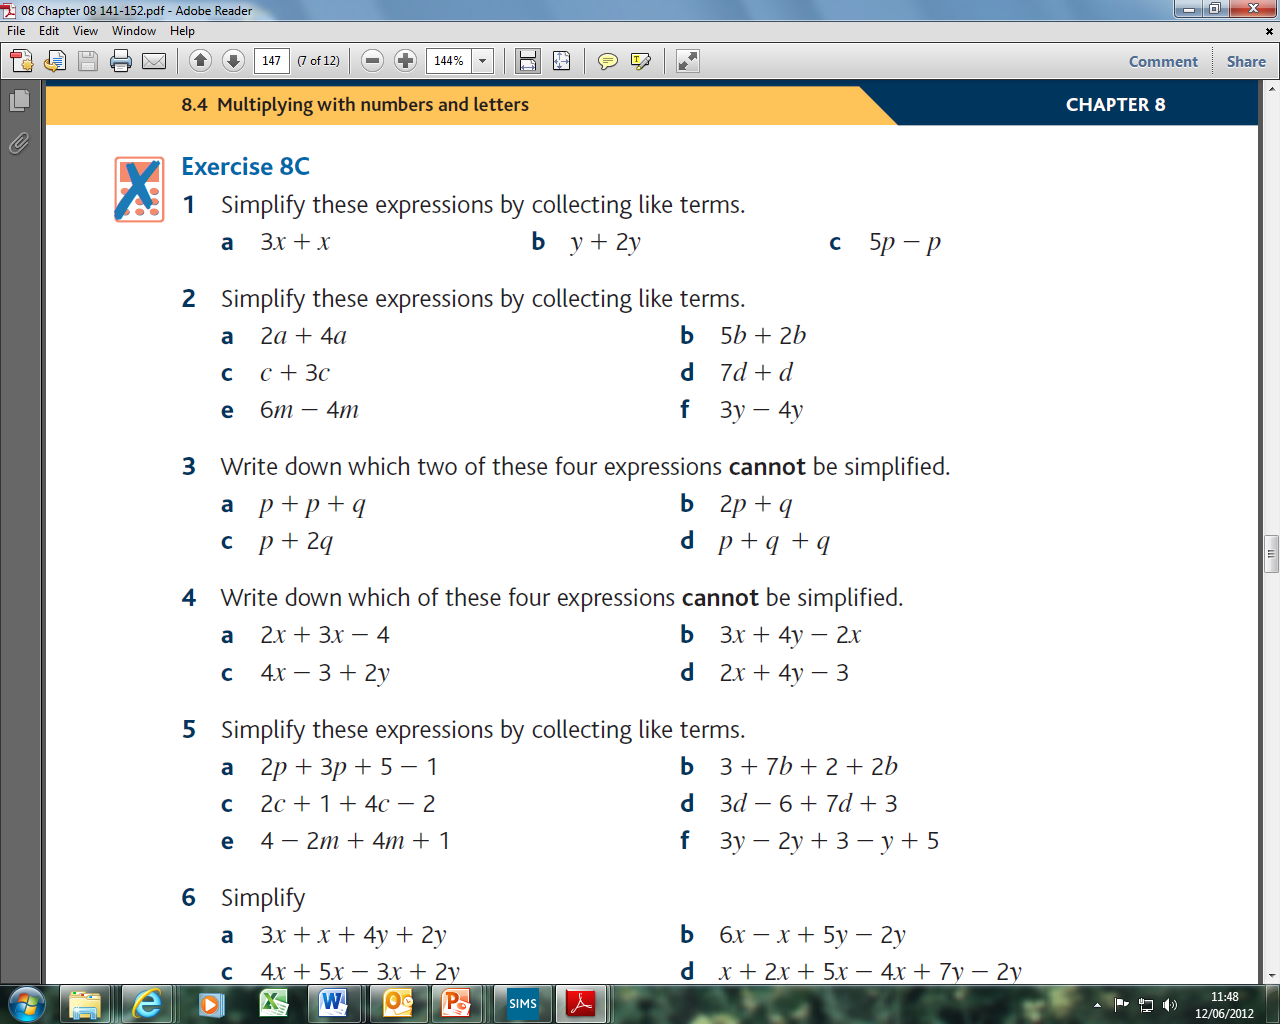 08 Chapter 08 141-152.pdf - Adobe Reader
File Edit View Window Help
147 (7 of 12) 144% Comment Share
8.4 Multiplying with numbers and letters CHAPTER 8
Exercise 8C
1 Simplify these expressions by collecting like terms.
a 3x + x b y + 2y c 5p − p
2 Simplify these expressions by collecting like terms.
a 2a + 4a b 5b + 2b
c c + 3c d 7d + d
e 6m − 4m f 3y − 4y
3 Write down which two of these four expressions cannot be simplified.
a p + p + q b 2p + q
c p + 2q d p + q + q
4 Write down which of these four expressions cannot be simplified.
a 2x + 3x − 4 b 3x + 4y − 2x
c 4x − 3 + 2y d 2x + 4y − 3
5 Simplify these expressions by collecting like terms.
a 2p + 3p + 5 − 1 b 3 + 7b + 2 + 2b
c 2c + 1 + 4c − 2 d 3d − 6 + 7d + 3
e 4 − 2m + 4m + 1 f 3y − 2y + 3 − y + 5
6 Simplify
a 3x + x + 4y + 2y b 6x − x + 5y − 2y
c 4x + 5x − 3x + 2y d x + 2x + 5x − 4x + 7y − 2y
SIMS 11:48
12/06/2012